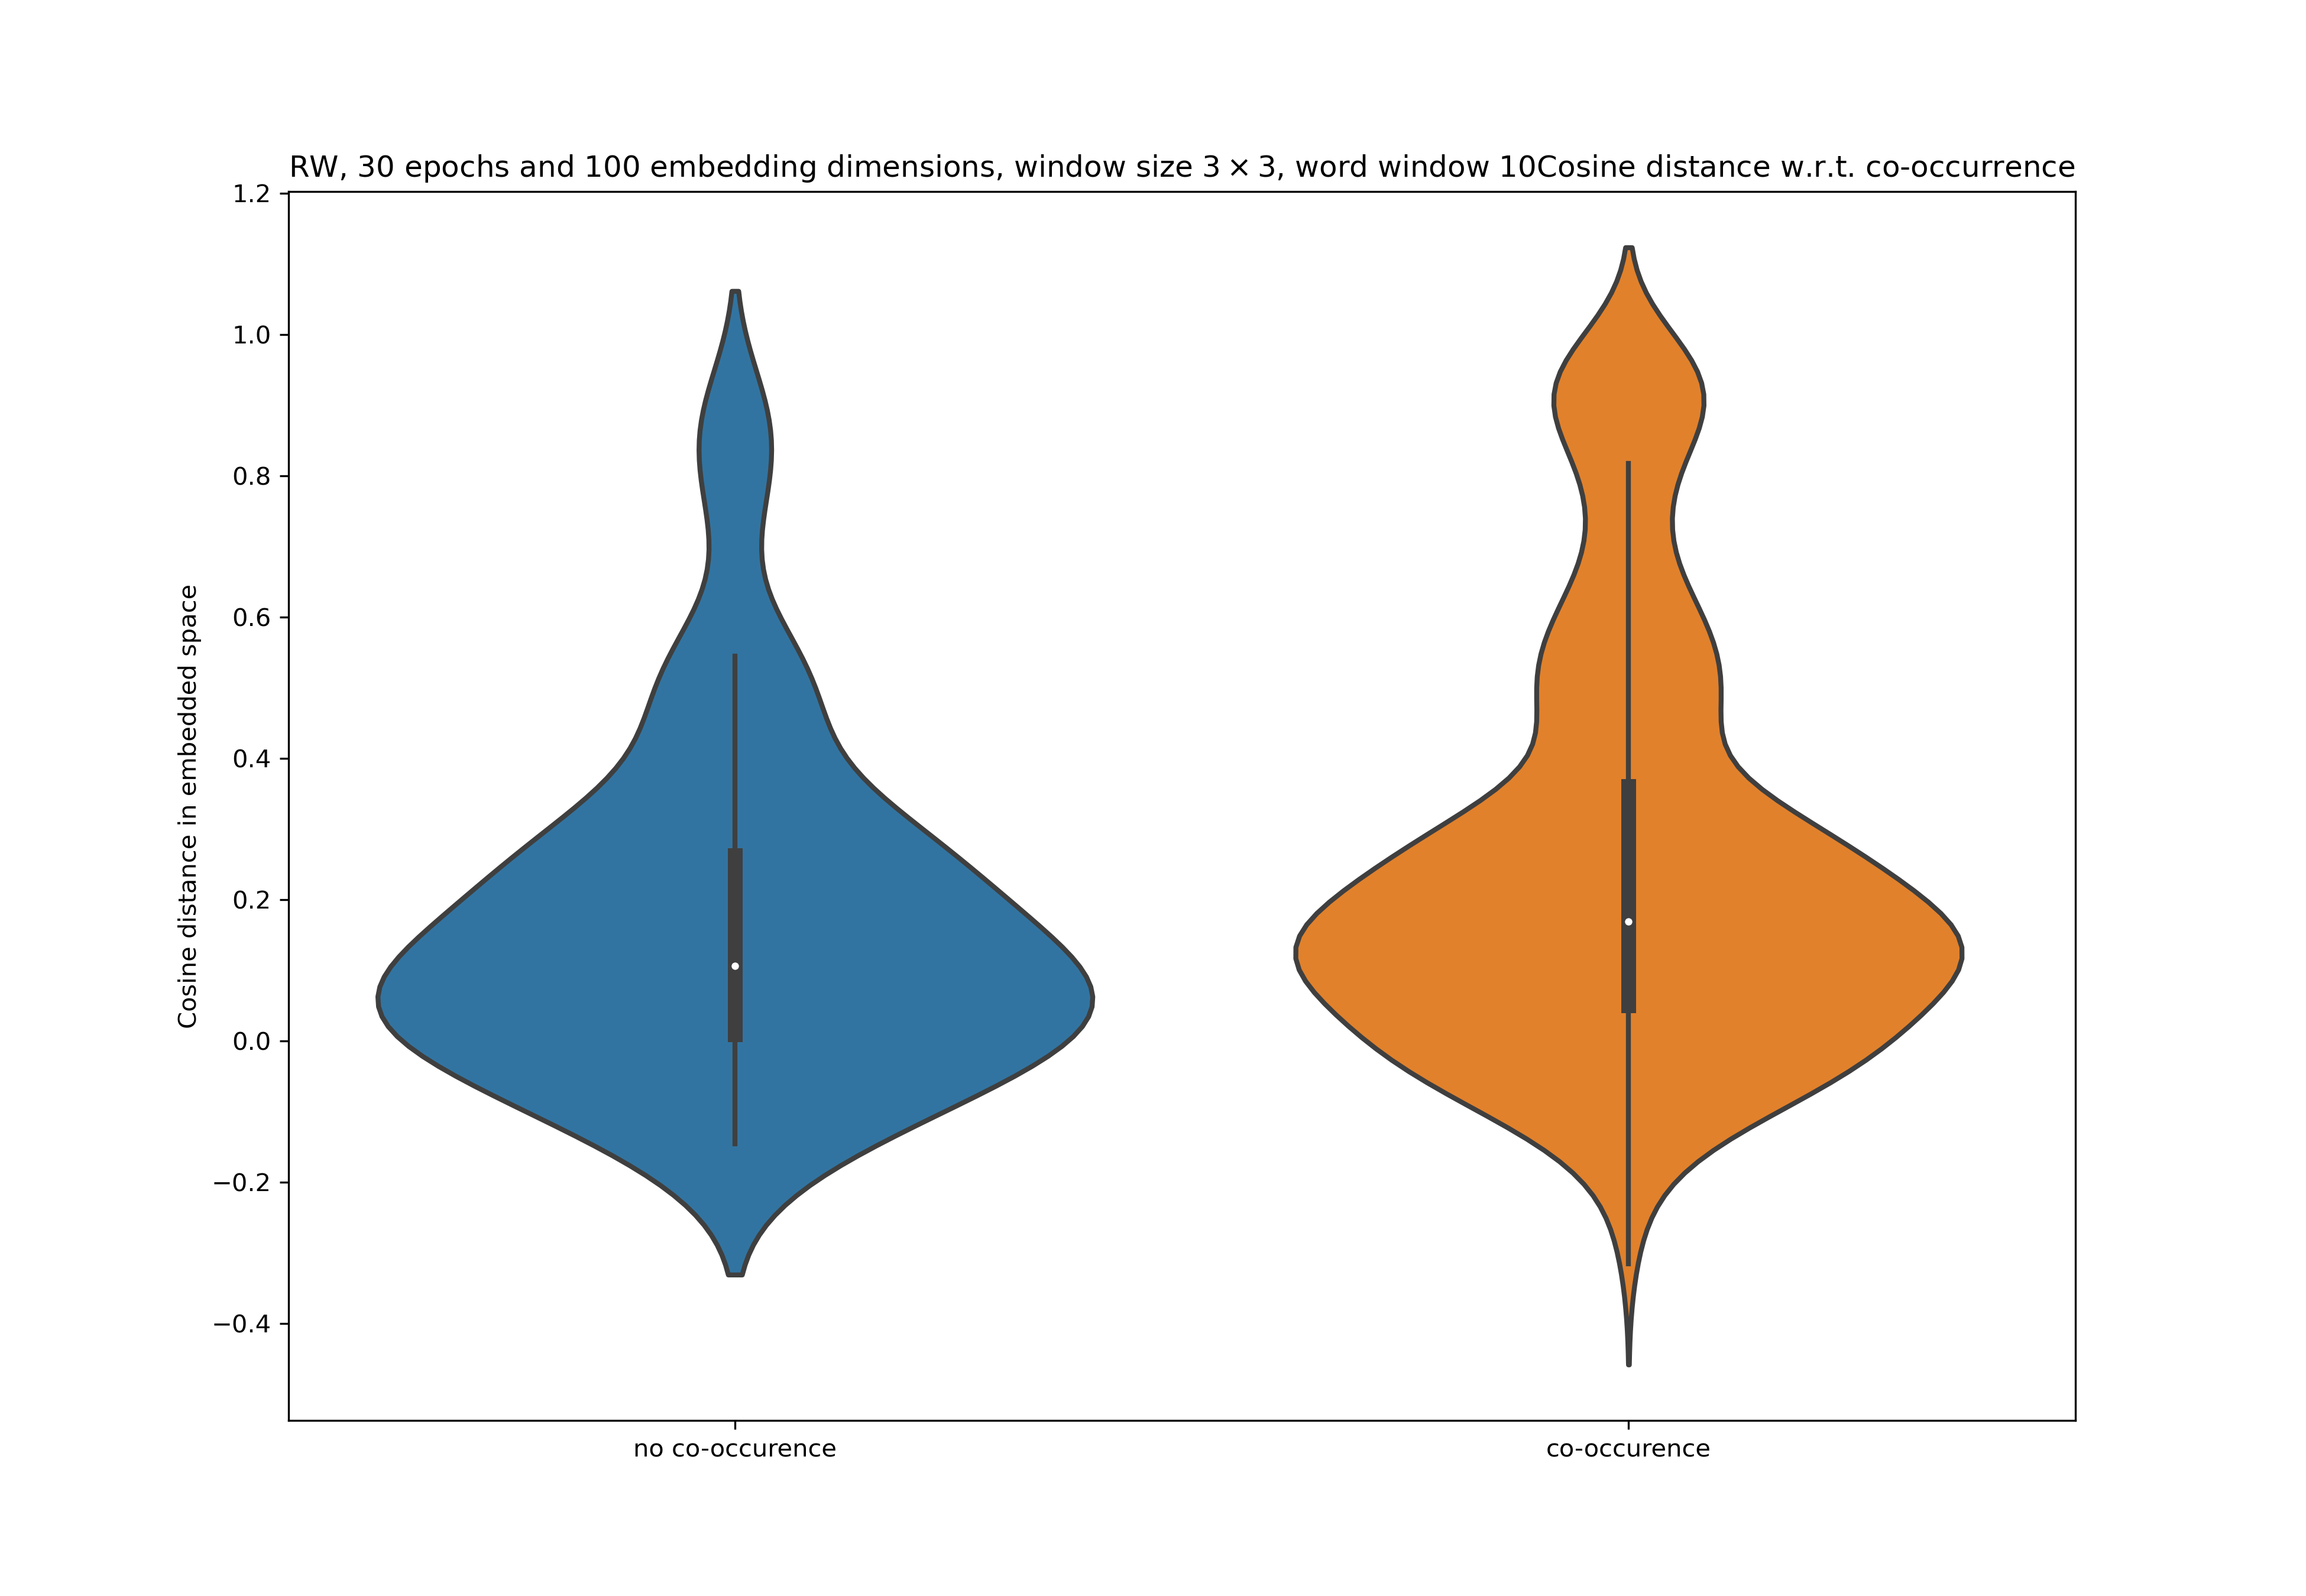 RW, 30 epochs and 100 embedding dimensions, window size 3 × 3, word window 10Cosine distance w.r.t. co-occurrence
1.2
1.0
0.8
0.6
0.4
0.2
0.0
−0.2
−0.4
Cosine distance in embedded space
no co-occurence
co-occurence